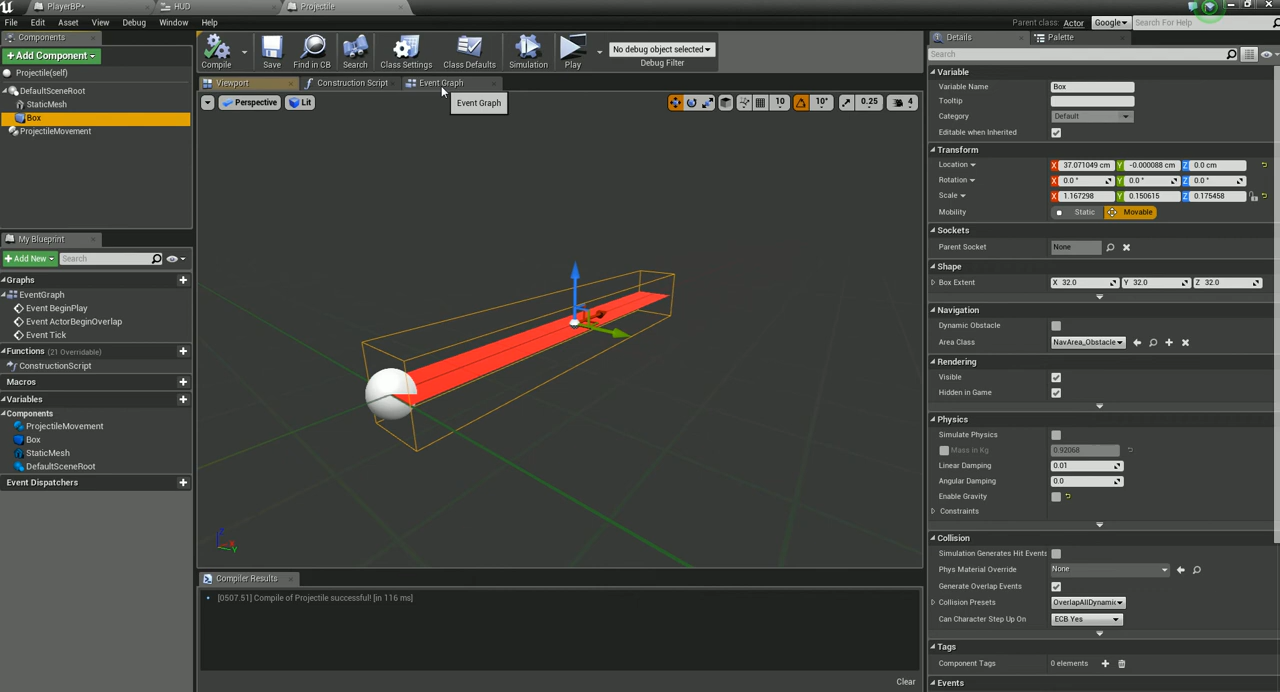 PlayerBP*
HUD
Projectile
File Edit Asset View Debug Window Help
Parent class: Actor
Google
Search For Help
Components
+Add Component
Projectile(self)
DefaultSceneRoot
StaticMesh
Box
ProjectileMovement
Compile
Save
Find in CB
Search
Class Settings
Class Defaults
Simulation
Play
No debug object selected
Debug Filter
Viewport
Construction Script
Event Graph
Perspective
Lit
10
10°
0.25
4
Event Graph
My Blueprint
+Add New
Search
Graphs
EventGraph
Event BeginPlay
Event ActorBeginOverlap
Event Tick
Functions (21 Overridable)
ConstructionScript
Macros
Variables
Components
ProjectileMovement
Box
StaticMesh
DefaultSceneRoot
Event Dispatchers
Compiler Results
[0507.51] Compile of Projectile successful! [in 116 ms]
Clear
Details
Palette
Search
Variable
Variable Name Box
Tooltip
Category Default
Editable when Inherited
Transform
Location X 37.071049 cm Y -0.000088 cm Z 0.0 cm
Rotation X 0.0 ° Y 0.0 ° Z 0.0 °
Scale X 1.167298 Y 0.150615 Z 0.175458
Mobility Static Movable
Sockets
Parent Socket None
Shape
Box Extent X 32.0 Y 32.0 Z 32.0
Navigation
Dynamic Obstacle
Area Class NavArea_Obstacle
Rendering
Visible
Hidden in Game
Physics
Simulate Physics
Mass in Kg 0.92068
Linear Damping 0.01
Angular Damping 0.0
Enable Gravity
Constraints
Collision
Simulation Generates Hit Events
Phys Material Override None
Generate Overlap Events
Collision Presets OverlapAllDynamic
Can Character Step Up On ECB Yes
Tags
Component Tags 0 elements
Events